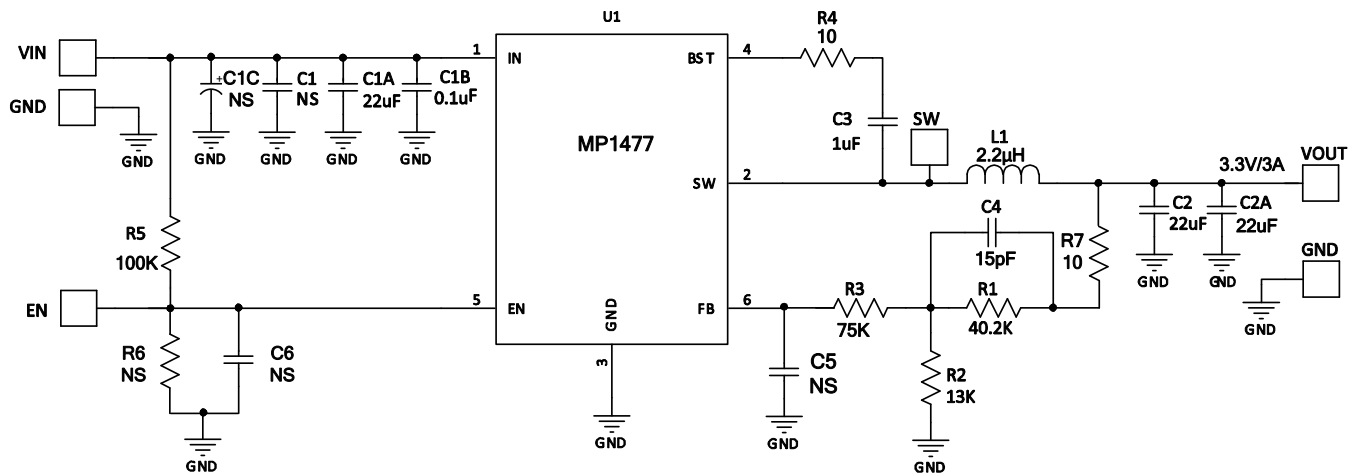 U1
MP1477
VIN
GND
GND
C1C
NS
GND
C1
NS
GND
C1A
22uF
GND
C1B
0.1uF
GND
1
IN
R5
100K
EN
5
EN
R6
NS
C6
NS
GND
GND
3
GND
BST
4
R4
10
C3
1uF
SW
2
SW
L1
2.2µH
3.3V/3A
VOUT
C2
22uF
GND
C2A
22uF
GND
GND
GND
C4
15pF
R7
10
FB
6
R3
75K
R1
40.2K
C5
NS
GND
R2
13K
GND